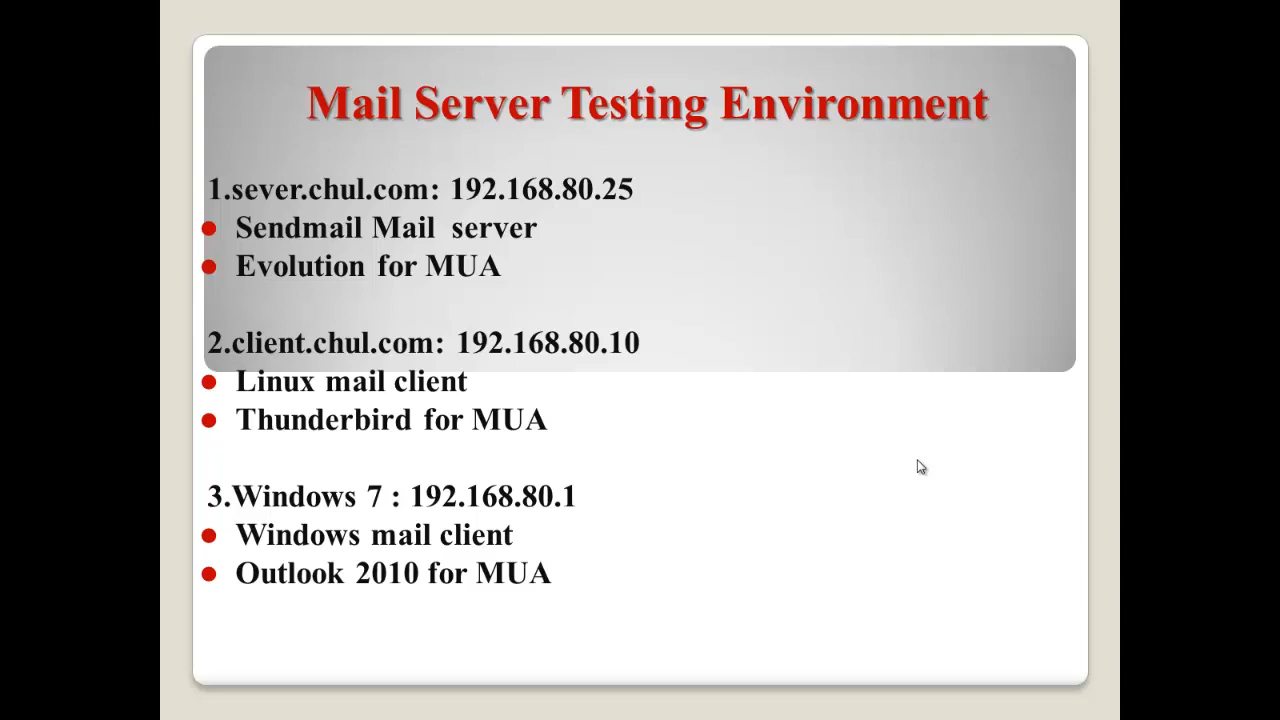 Mail Server Testing Environment
1.sever.chul.com: 192.168.80.25
● Sendmail Mail server
● Evolution for MUA
2.client.chul.com: 192.168.80.10
● Linux mail client
● Thunderbird for MUA
3.Windows 7 : 192.168.80.1
● Windows mail client
● Outlook 2010 for MUA